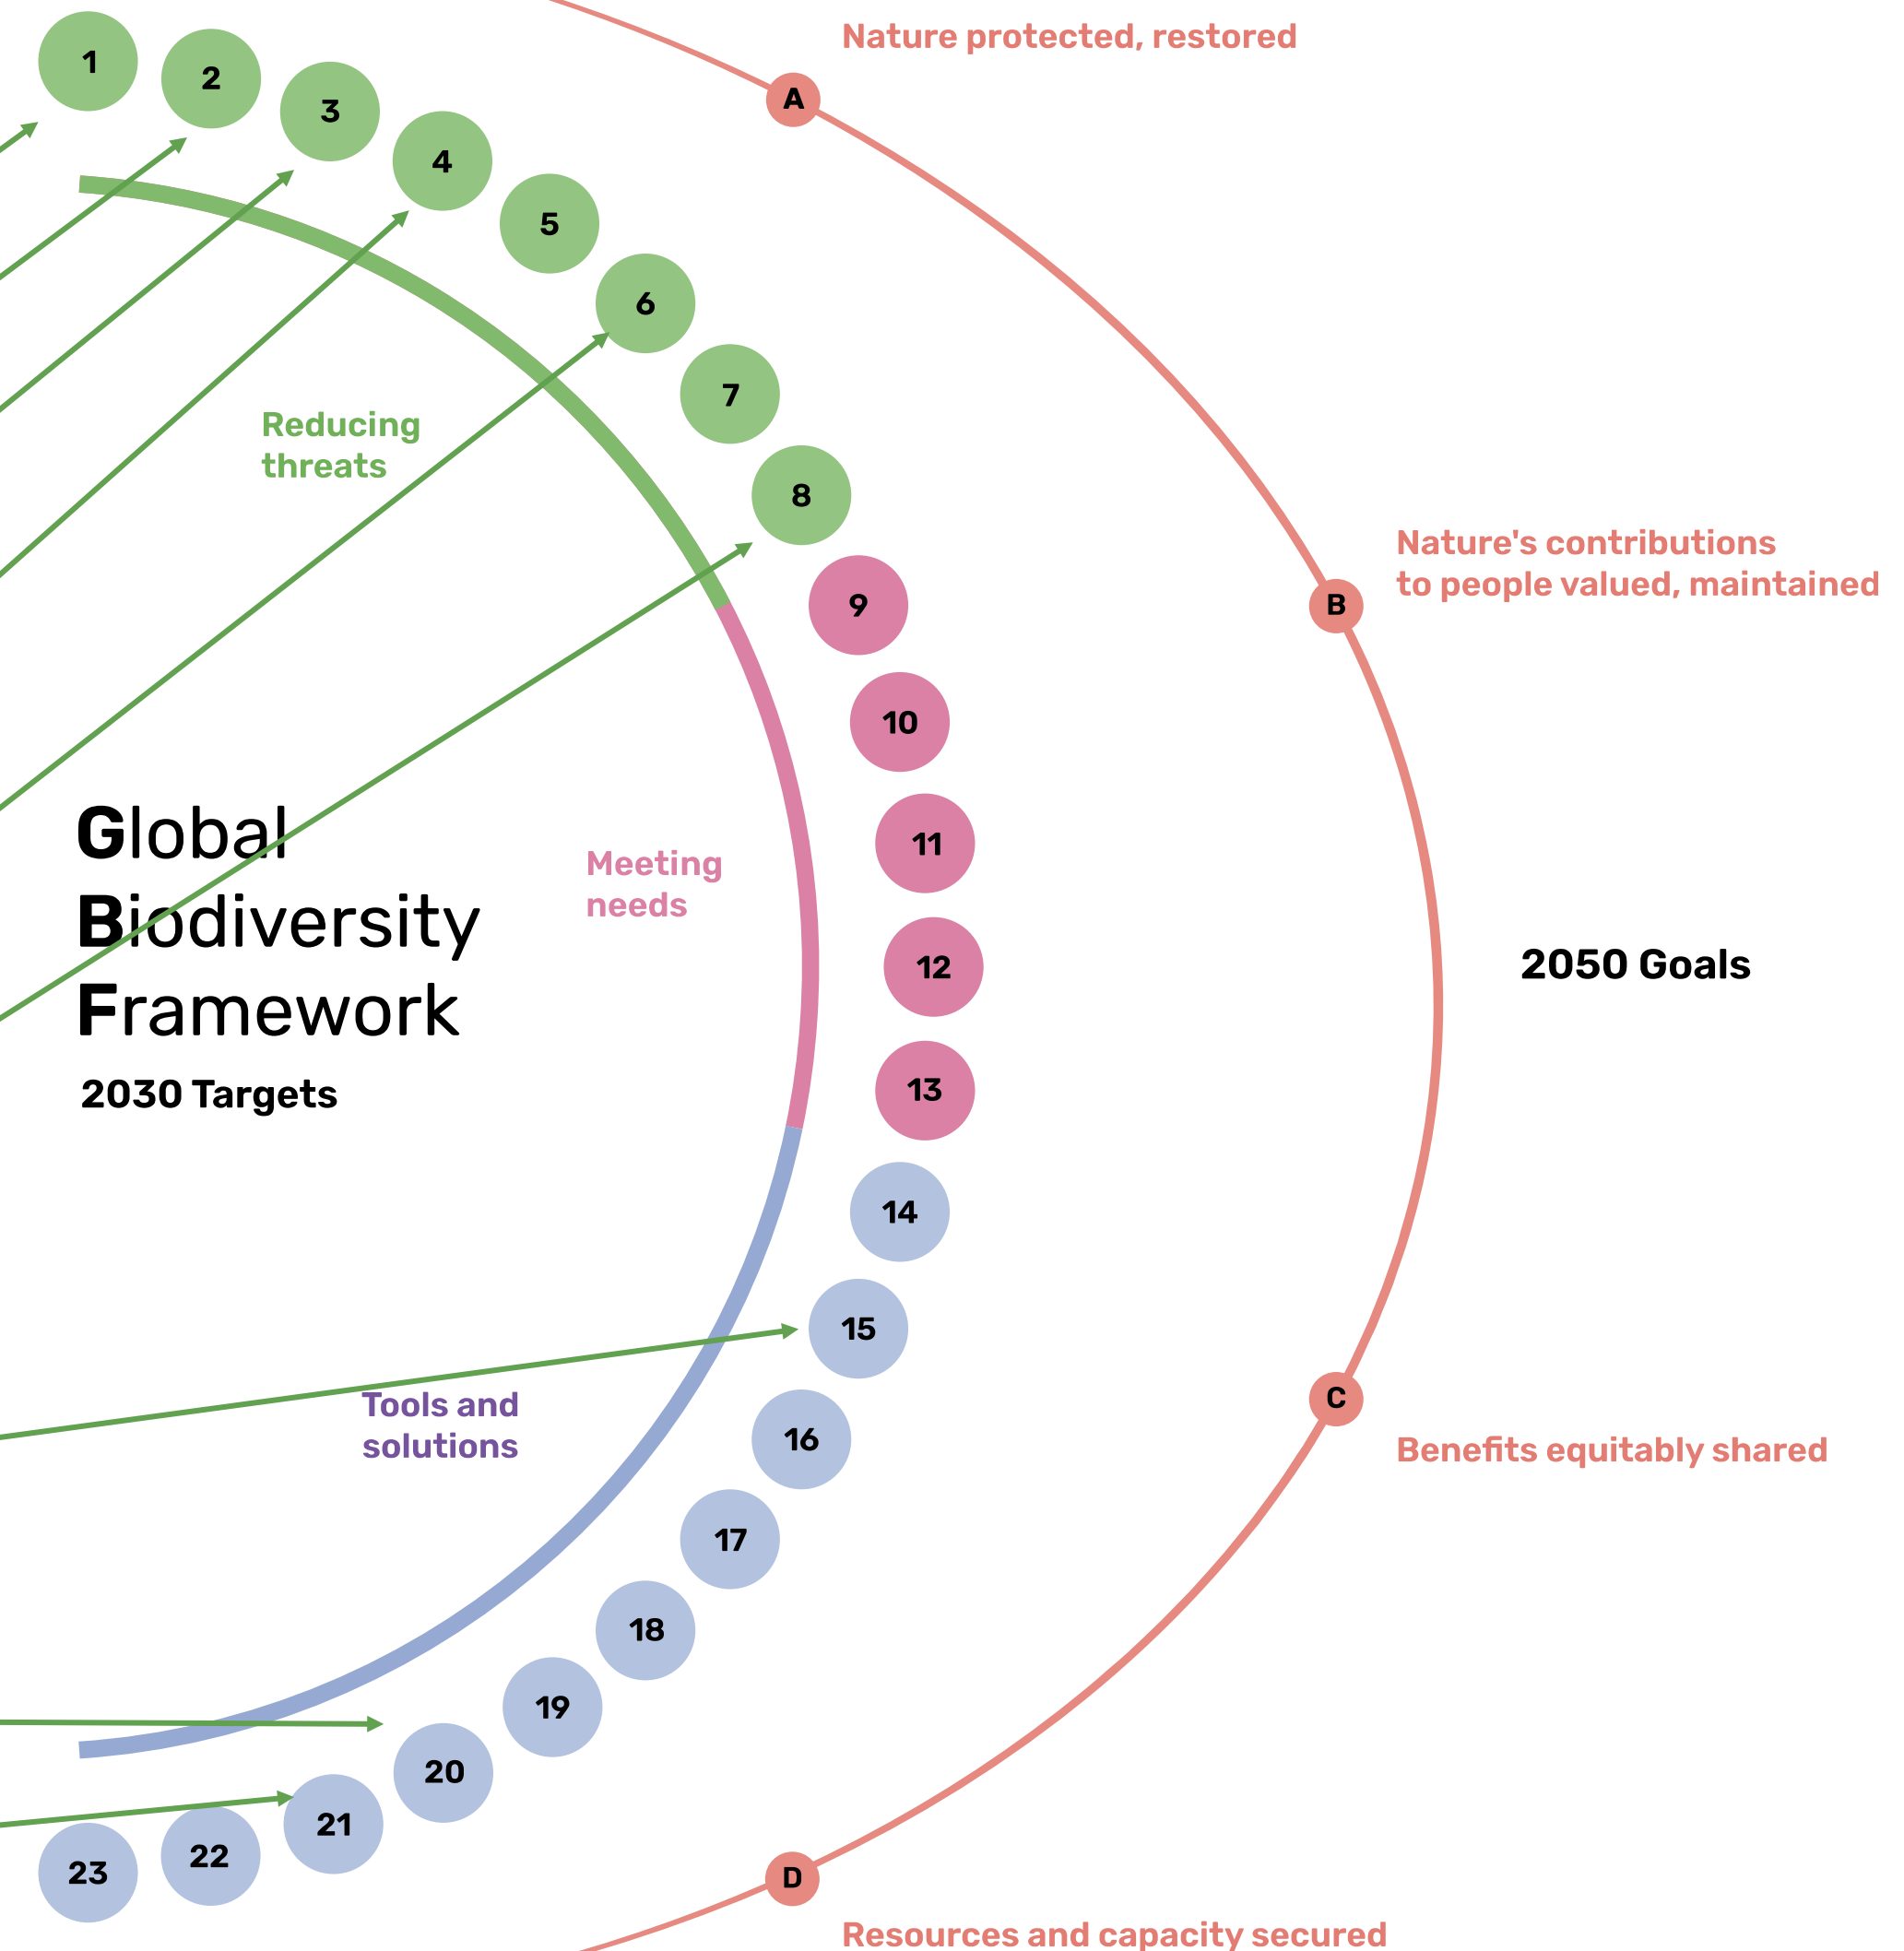 1
2
3
4
5
6
7
8
9
10
11
12
13
14
15
16
17
18
19
20
21
22
23
Reducing
threats
Global
Biodiversity
Framework
2030 Targets
Meeting
needs
Tools and
solutions
Nature protected, restored
A
Nature's contributions
to people valued, maintained
B
2050 Goals
C
Benefits equitably shared
D
Resources and capacity secured